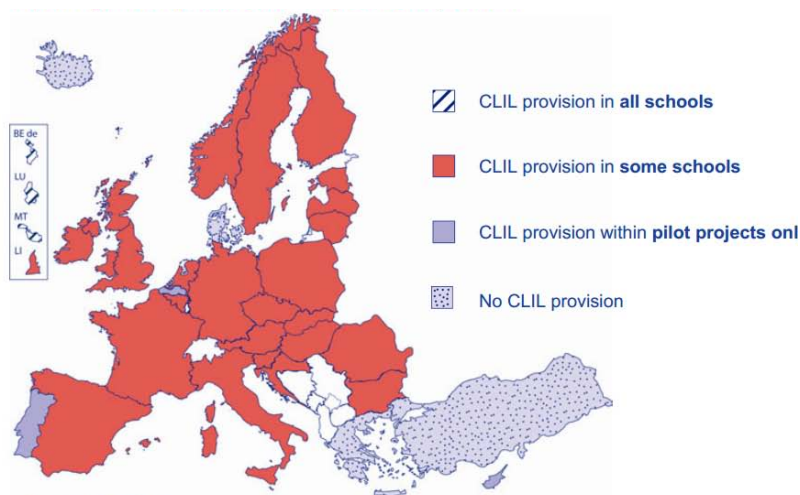 BE de
LU
MT
LI
CLIL provision in all schools
CLIL provision in some schools
CLIL provision within pilot projects onl
No CLIL provision